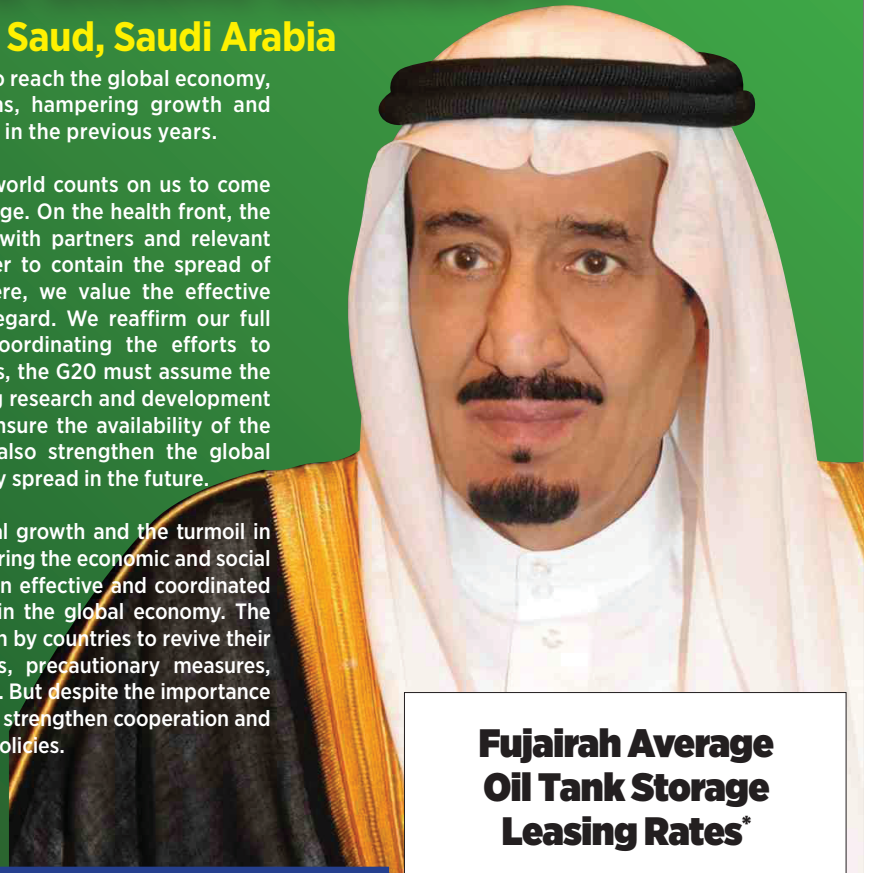 Saud, Saudi Arabia
o reach the global economy,
ns, hampering growth and
in the previous years.
world counts on us to come
ge. On the health front, the
with partners and relevant
er to contain the spread of
ere, we value the effective
egard. We reaffirm our full
oordinating the efforts to
s, the G20 must assume the
g research and development
nsure the availability of the
also strengthen the global
y spread in the future.
al growth and the turmoil in
ring the economic and social
n effective and coordinated
in the global economy. The
n by countries to revive their
s, precautionary measures,
. But despite the importance
strengthen cooperation and
olicies.
Fujairah Average
Oil Tank Storage
Leasing Rates*